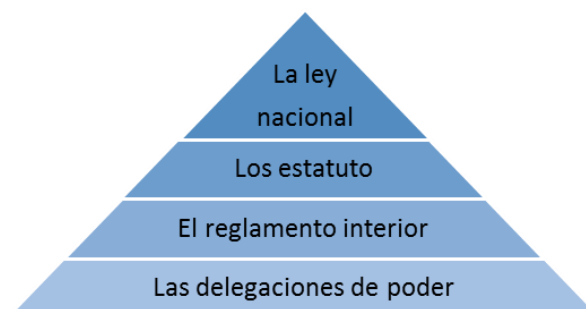 La ley
nacional
Los estatuto
El reglamento interior
Las delegaciones de poder